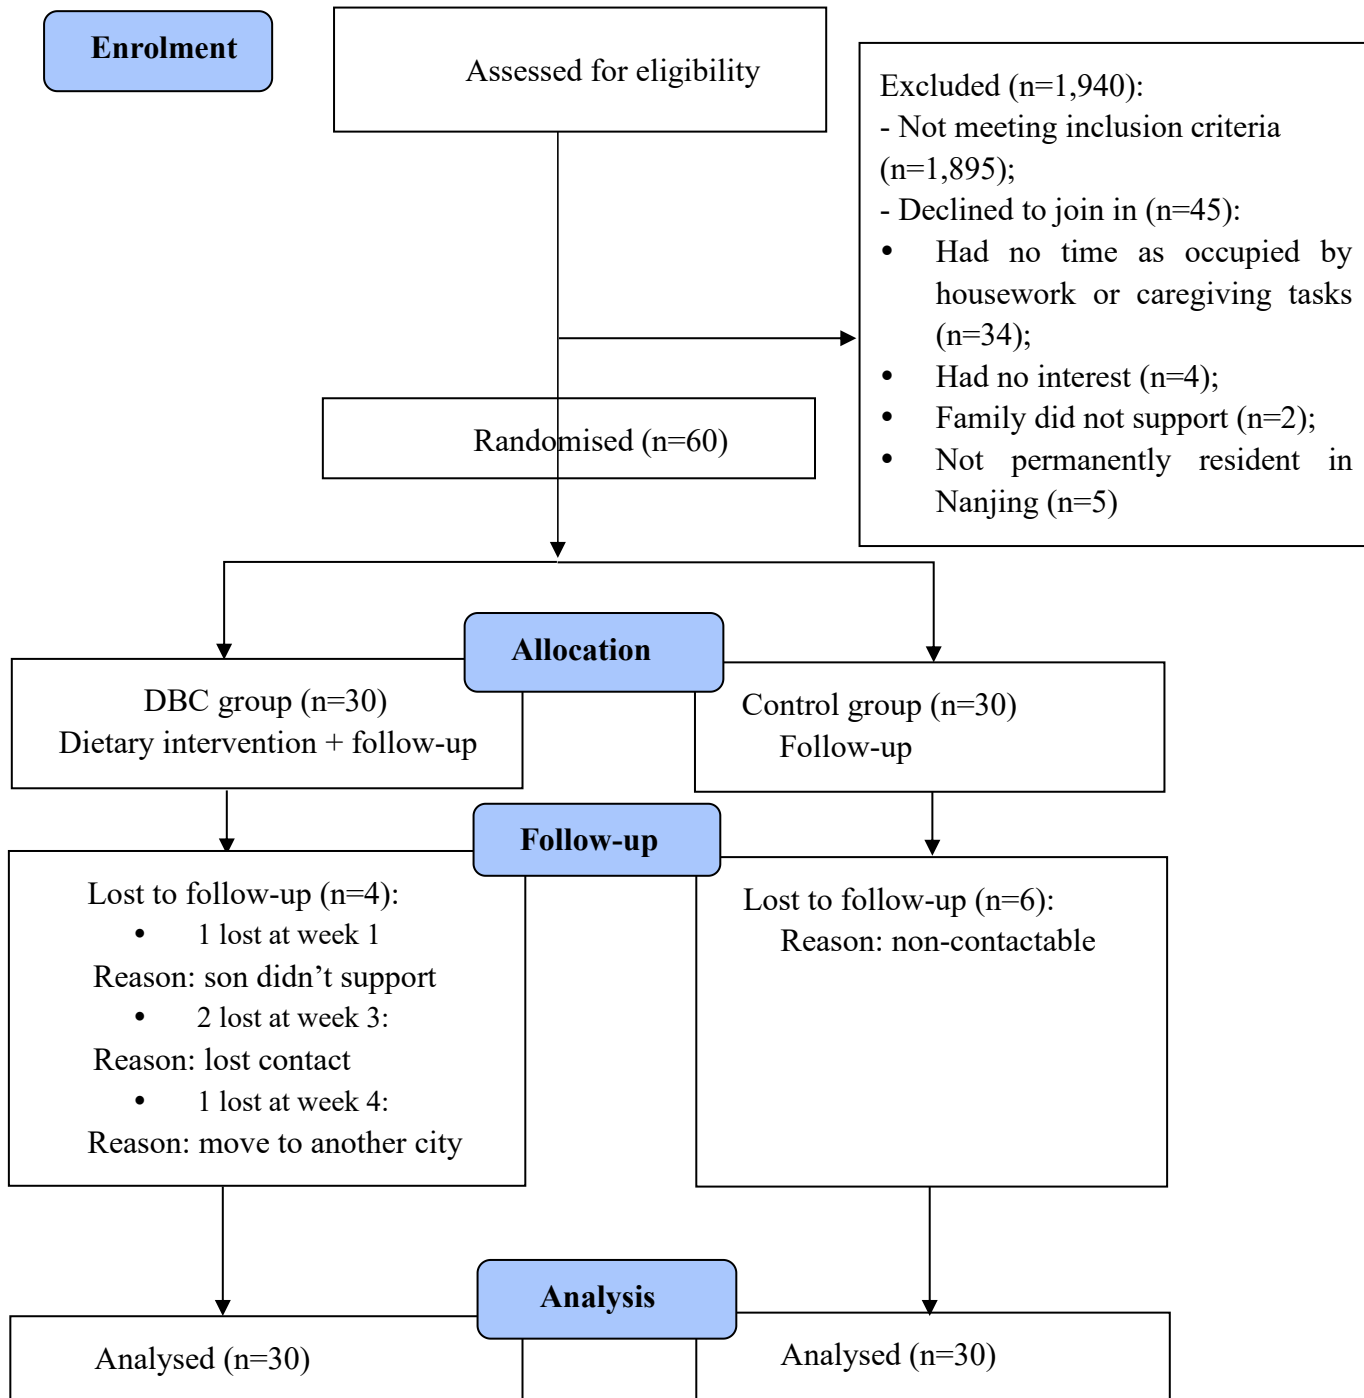 Enrolment
Assessed for eligibility
Excluded (n=1,940):
- Not meeting inclusion criteria
(n=1,895);
- Declined to join in (n=45):
• Had no time as occupied by
housework or caregiving tasks
(n=34);
• Had no interest (n=4);
• Family did not support (n=2);
• Not permanently resident in
Nanjing (n=5)
Randomised (n=60)
Allocation
DBC group (n=30)
Dietary intervention + follow-up
Control group (n=30)
Follow-up
Follow-up
Lost to follow-up (n=4):
• 1 lost at week 1
Reason: son didn’t support
• 2 lost at week 3:
Reason: lost contact
• 1 lost at week 4:
Reason: move to another city
Lost to follow-up (n=6):
Reason: non-contactable
Analysis
Analysed (n=30)
Analysed (n=30)